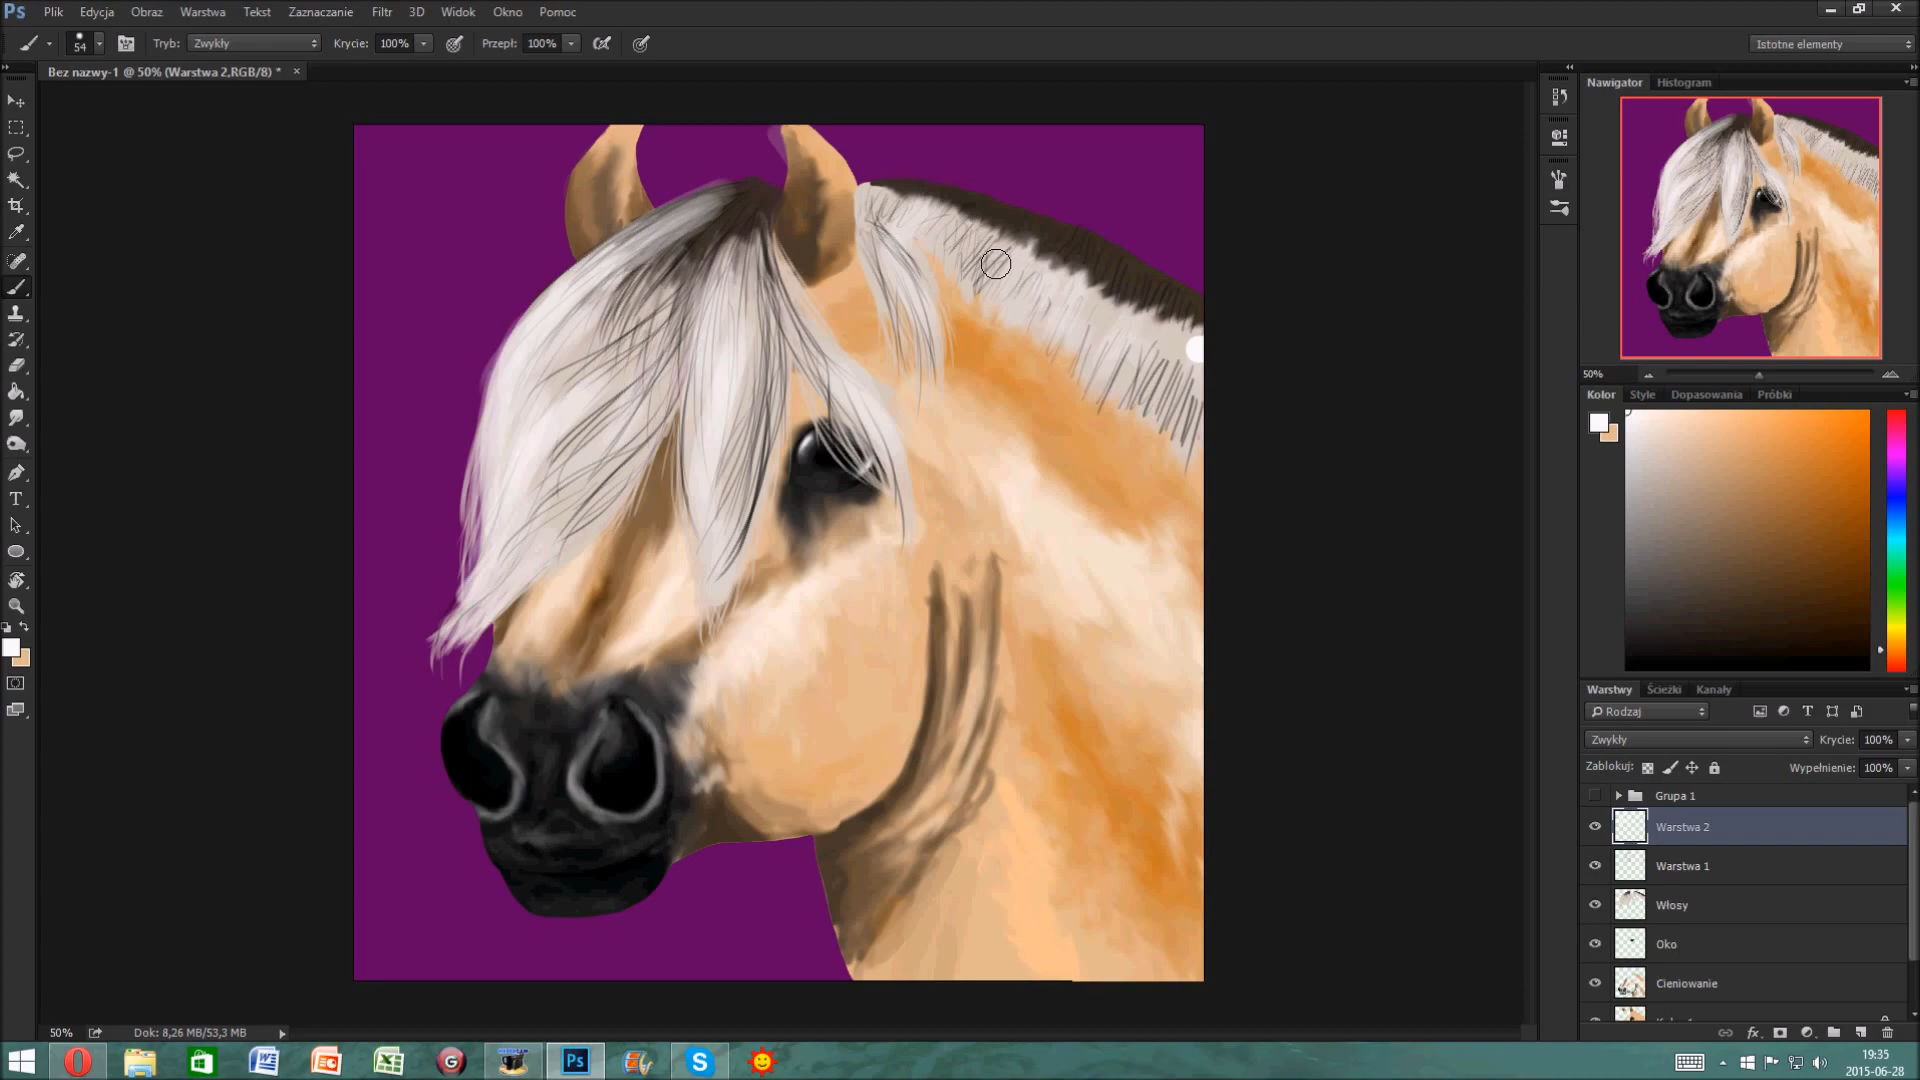 Ps Plik Edycja Obraz Warstwa Tekst Zaznaczanie Filtr 3D Widok Okno Pomoc
54 Tryb: Zwykły Krycie: 100% Przepł: 100% Istotne elementy
Bez nazwy-1 @ 50% (Warstwa 2,RGB/8) * ×
Nawigator Histogram
50%
Kolor Style Dopasowania Próbki
Warstwy Ścieżki Kanały
Rodzaj
Zwykły Krycie: 100%
Zablokuj: Wypełnienie: 100%
Grupa 1
Warstwa 2
Warstwa 1
Włosy
Oko
Cieniowanie
50% Dok: 8,26 MB/53,3 MB
19:35
2015-06-28